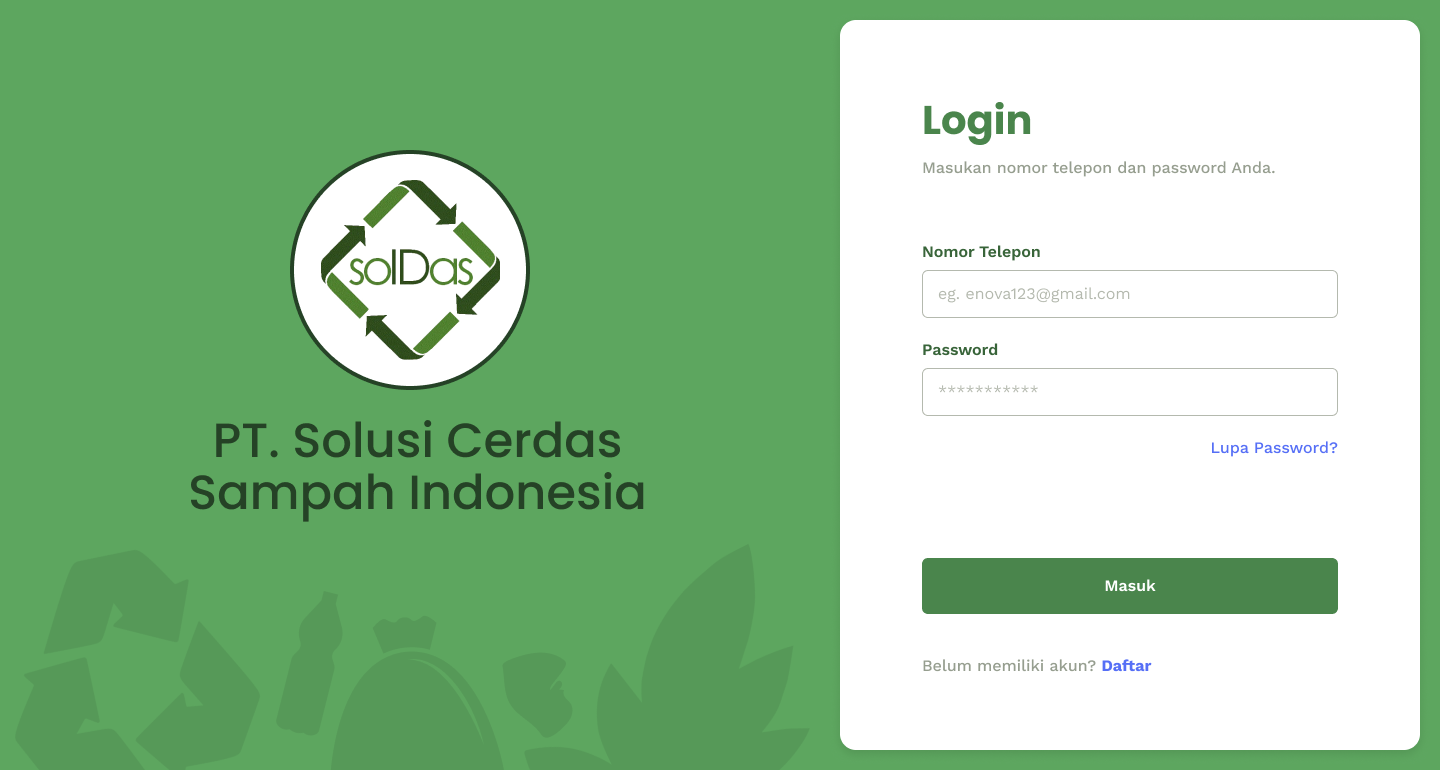 solDas
PT. Solusi Cerdas
Sampah Indonesia
Login
Masukan nomor telepon dan password Anda.
Nomor Telepon
eg. enova123@gmail.com
Password
***********
Lupa Password?
Masuk
Belum memiliki akun? Daftar